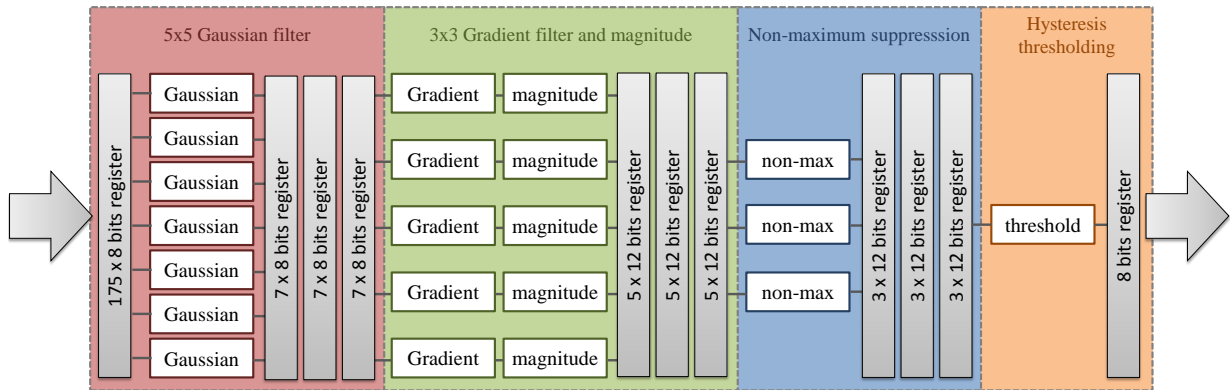 5x5 Gaussian filter
3x3 Gradient filter and magnitude
Non-maximum suppresssion
Hysteresis
thresholding
175 x 8 bits register
Gaussian
Gaussian
Gaussian
Gaussian
Gaussian
Gaussian
Gaussian
7 x 8 bits register
7 x 8 bits register
7 x 8 bits register
Gradient
magnitude
Gradient
magnitude
Gradient
magnitude
Gradient
magnitude
Gradient
magnitude
5 x 12 bits register
5 x 12 bits register
5 x 12 bits register
non-max
non-max
non-max
3 x 12 bits register
3 x 12 bits register
3 x 12 bits register
threshold
8 bits register